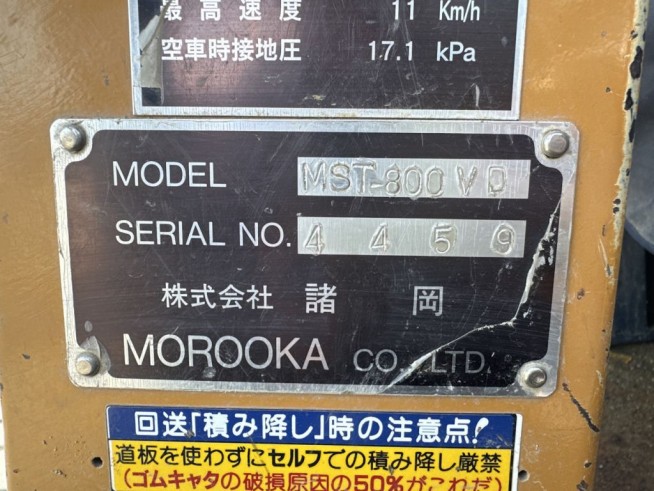 最高速度 11 Km/h
空車時接地圧 17.1 kPa
MODEL MST-800VD
SERIAL NO. 4459
株式会社 諸岡
MOROOKA CO., LTD.
回送「積み降し」時の注意点!
道板を使わずにセルフでの積み降し厳禁
(ゴムキャタの破損原因の50%がこれだ)